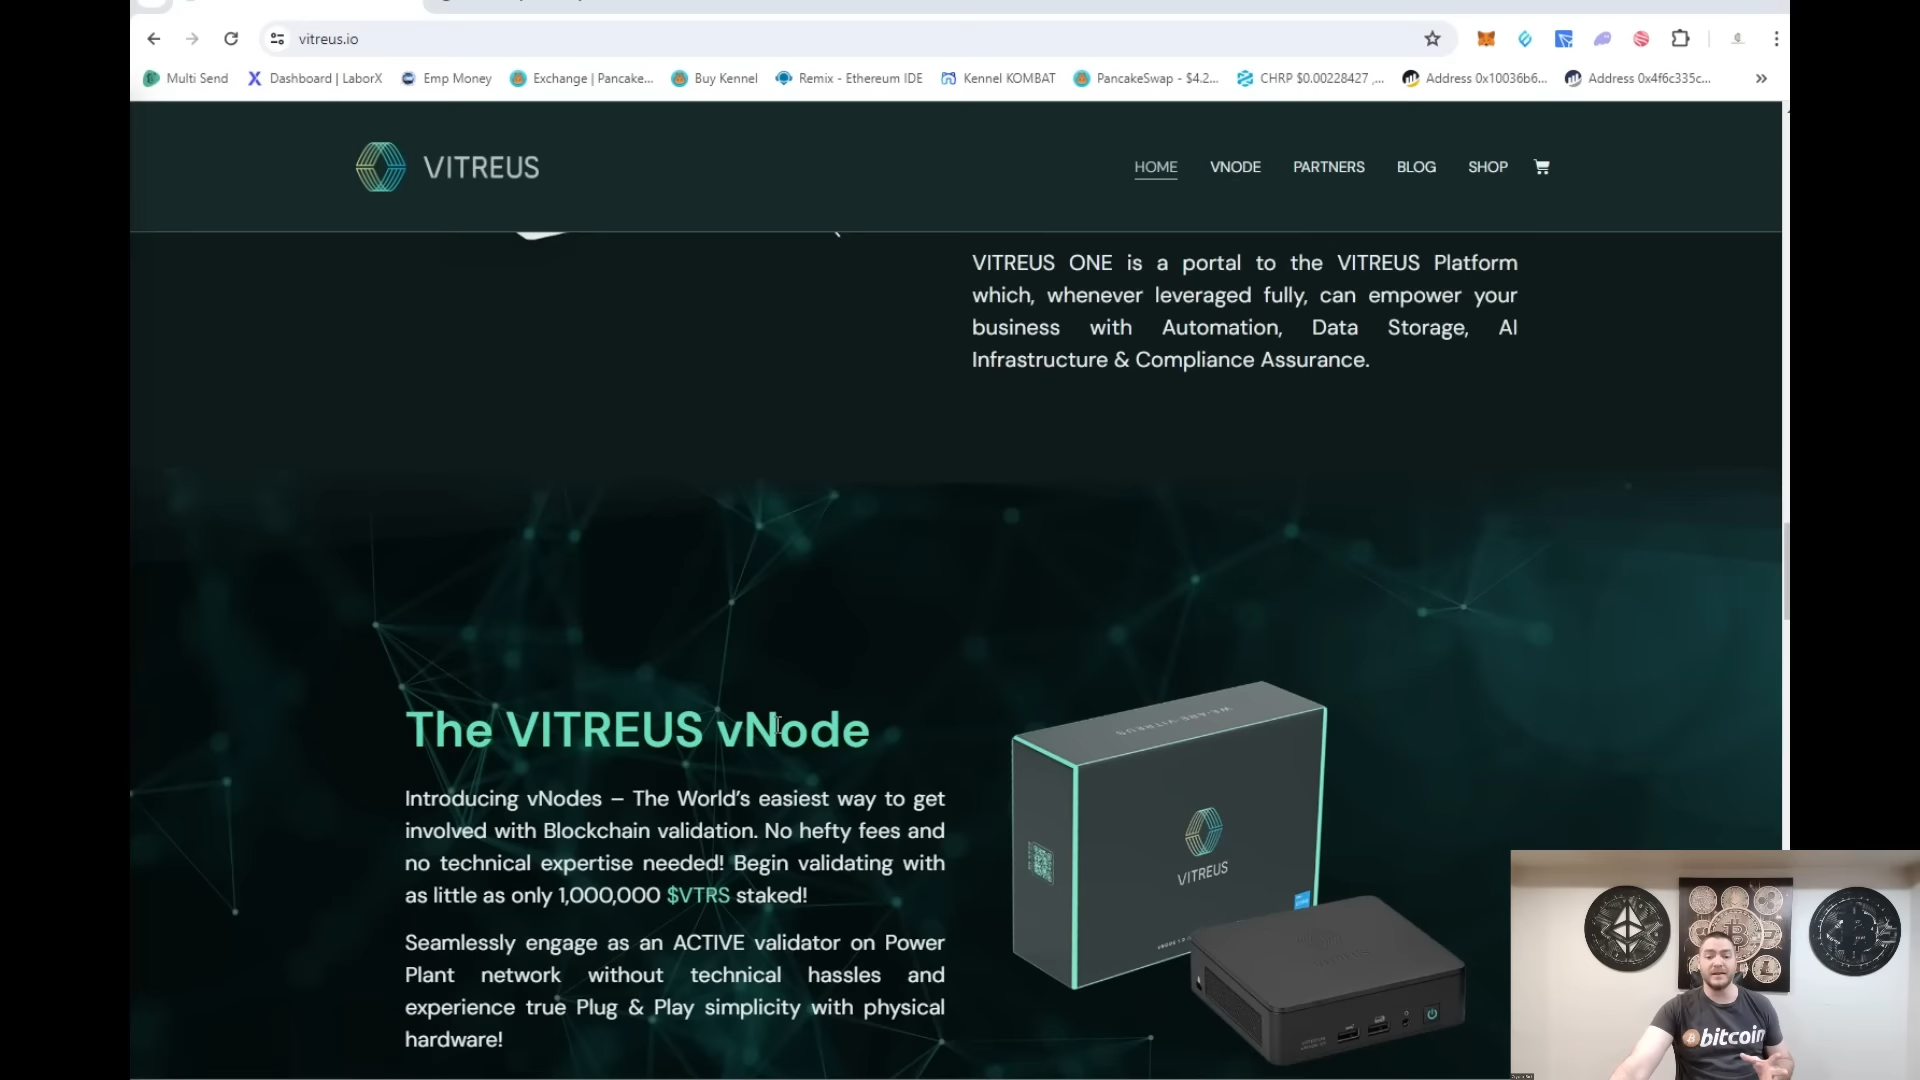 vitreus.io
Multi Send
Dashboard | LaborX
Emp Money
Exchange | Pancake...
Buy Kennel
Remix - Ethereum IDE
Kennel KOMBAT
PancakeSwap - $4.2...
CHRP $0.00228427 ,...
Address 0x10036b6...
Address 0x4f6c335c...
»
VITREUS
HOME
VNODE
PARTNERS
BLOG
SHOP
VITREUS ONE is a portal to the VITREUS Platform
which, whenever leveraged fully, can empower your
business with Automation, Data Storage, AI
Infrastructure & Compliance Assurance.
The VITREUS vNode
Introducing vNodes – The World's easiest way to get
involved with Blockchain validation. No hefty fees and
no technical expertise needed! Begin validating with
as little as only 1,000,000 $VTRS staked!
Seamlessly engage as an ACTIVE validator on Power
Plant network without technical hassles and
experience true Plug & Play simplicity with physical
hardware!
WE ARE VITREUS
VITREUS
bitcoin